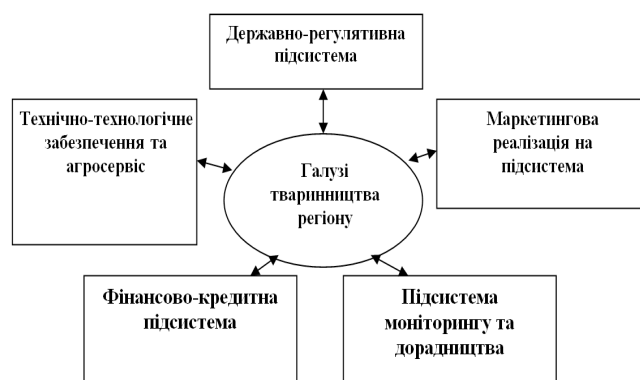 Державно-регулятивна
підсистема
Технічно-технологічне
забезпечення та
агросервіс
Маркетингова
реалізація на
підсистема
Галузі
тваринництва
регіону
Фінансово-кредитна
підсистема
Підсистема
моніторингу та
дорадництва